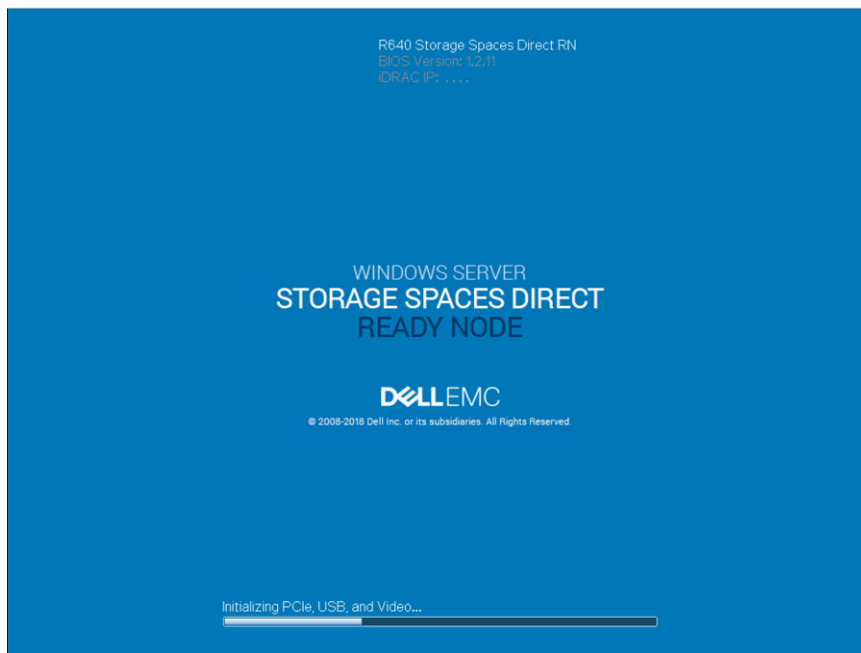 R640 Storage Spaces Direct RN
BIOS Version: 1.2.11
iDRAC IP: . . . .
WINDOWS SERVER
STORAGE SPACES DIRECT
READY NODE
DELLEMC
© 2008-2018 Dell Inc. or its subsidiaries. All Rights Reserved.
Initializing PCIe, USB, and Video...